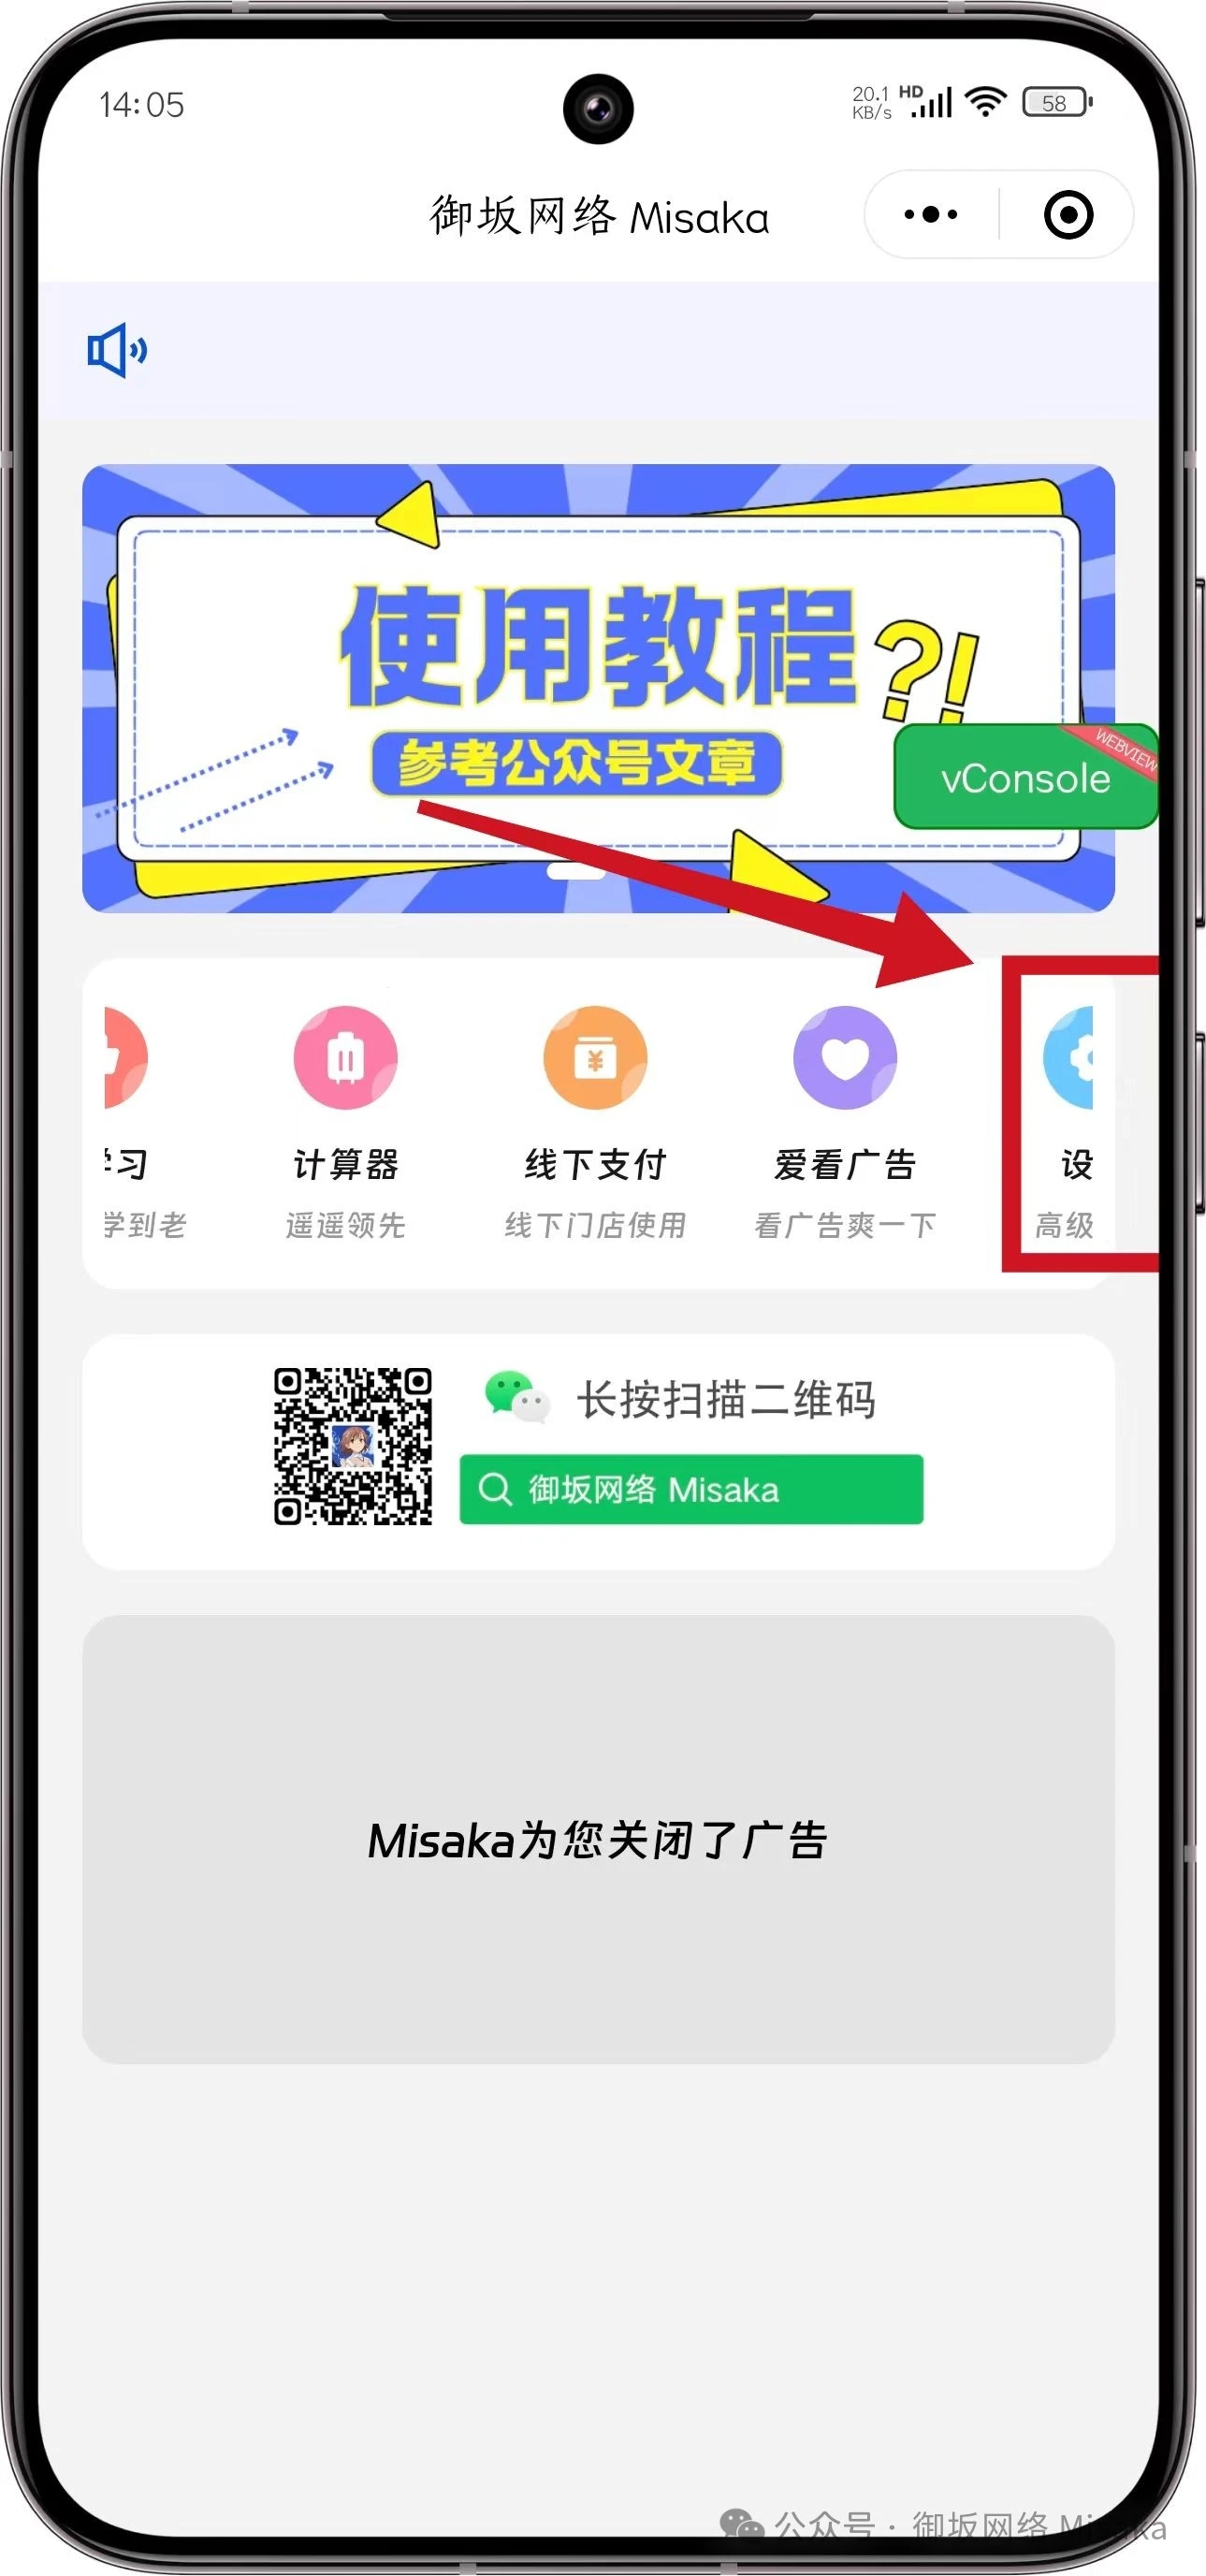 14:05
20.1
KB/s
HD
58
御坂网络 Misaka
使用教程?!
参考公众号文章
WEBVIEW
vConsole
习
计算器
线下支付
爱看广告
设
学到老
遥遥领先
线下门店使用
看广告爽一下
高级
长按扫描二维码
御坂网络 Misaka
Misaka为您关闭了广告
公众号 · 御坂网络 Misaka